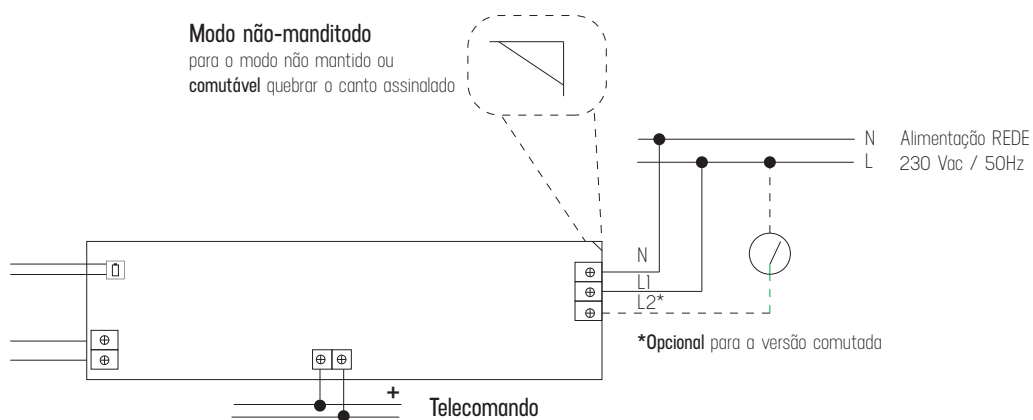 Modo não-manditodo
para o modo não mantido ou
comutável quebrar o canto assinalado
N Alimentação REDE
L 230 Vac / 50Hz
N
L1
L2*
*Opcional para a versão comutada
+
Telecomando